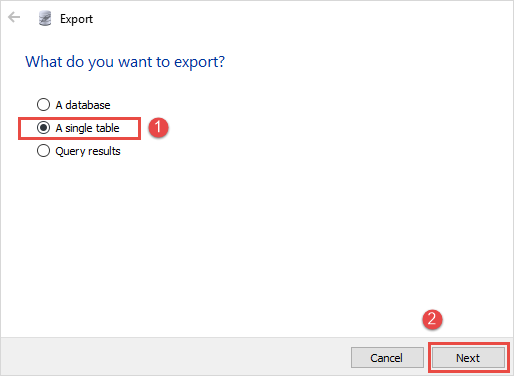 Export
What do you want to export?
A database
A single table
1
Query results
2
Cancel
Next